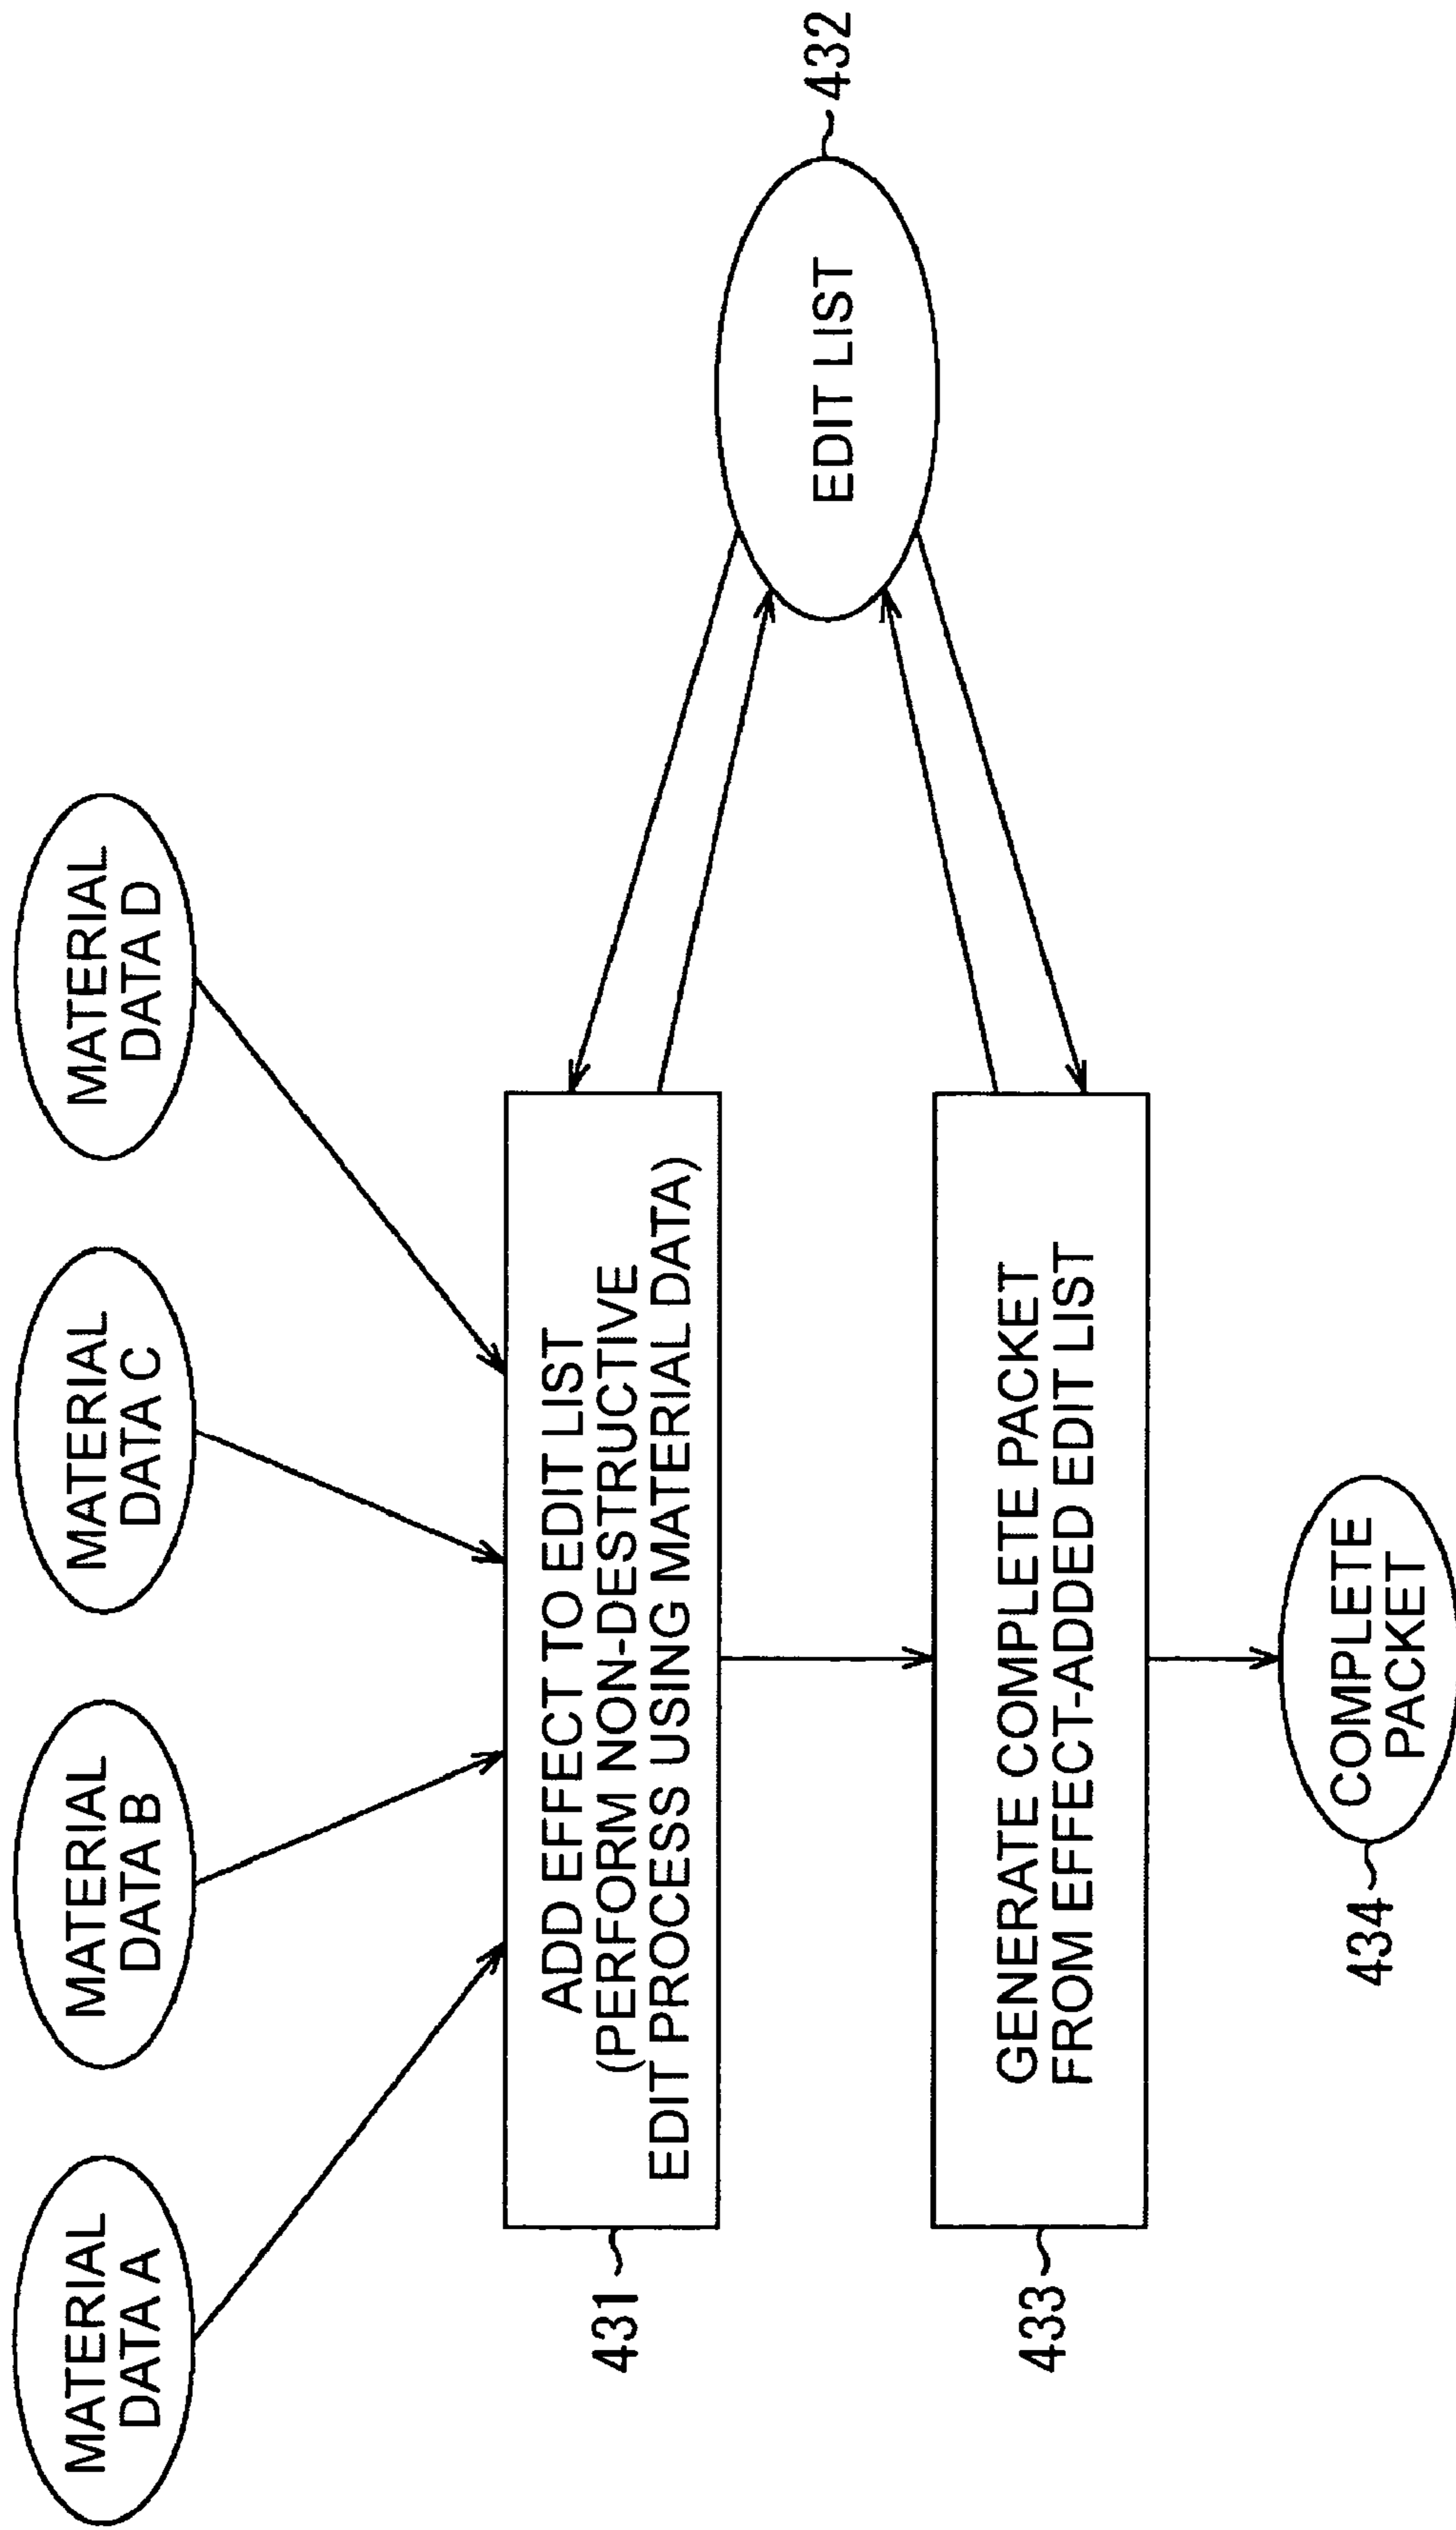 MATERIAL
DATA A
MATERIAL
DATA B
MATERIAL
DATA C
MATERIAL
DATA D
431
ADD EFFECT TO EDIT LIST
(PERFORM NON-DESTRUCTIVE
EDIT PROCESS USING MATERIAL DATA)
EDIT LIST
432
433
GENERATE COMPLETE PACKET
FROM EFFECT-ADDED EDIT LIST
434
COMPLETE
PACKET